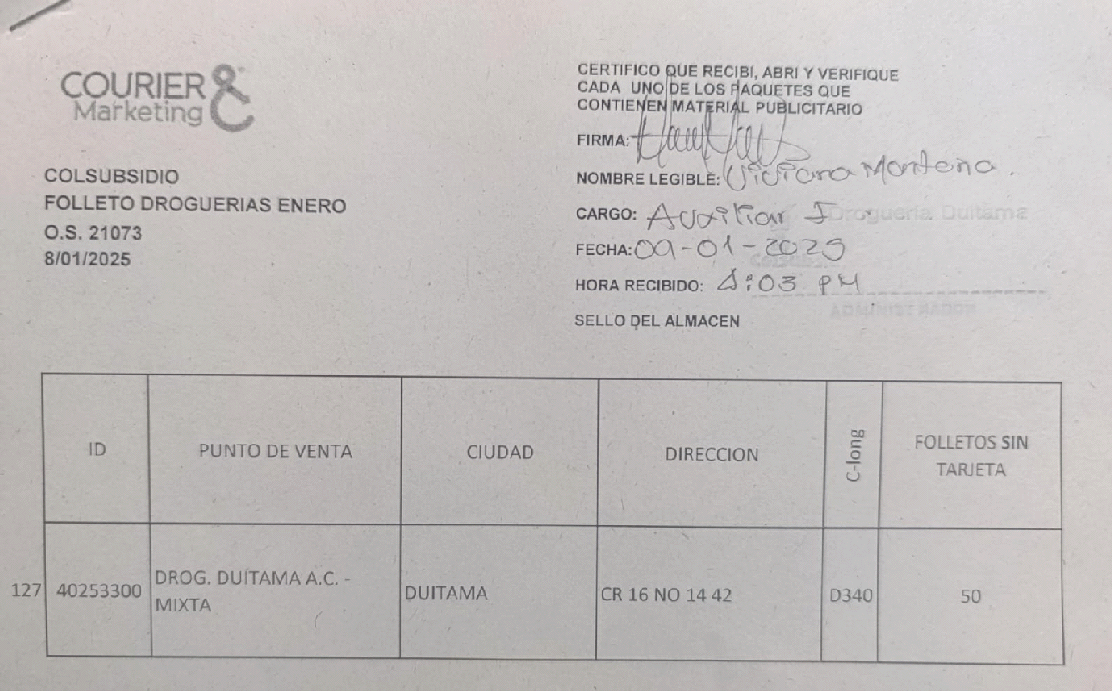 COURIER &
Marketing
COLSUBSIDIO
FOLLETO DROGUERIAS ENERO
O.S. 21073
8/01/2025
CERTIFICO QUE RECIBI, ABRI Y VERIFIQUE
CADA UNO DE LOS PAQUETES QUE
CONTIENEN MATERIAL PUBLICITARIO
FIRMA:
NOMBRE LEGIBLE: Viviana Monteno.
CARGO: Auxiliar I Drogueria Duitama
FECHA: 09-01-2025
HORA RECIBIDO: 4:03 PM
ADMINISTRADOR
SELLO DEL ALMACEN
ID PUNTO DE VENTA CIUDAD DIRECCION C-long FOLLETOS SIN TARJETA
127 40253300 DROG. DUITAMA A.C. - MIXTA DUITAMA CR 16 NO 14 42 D340 50